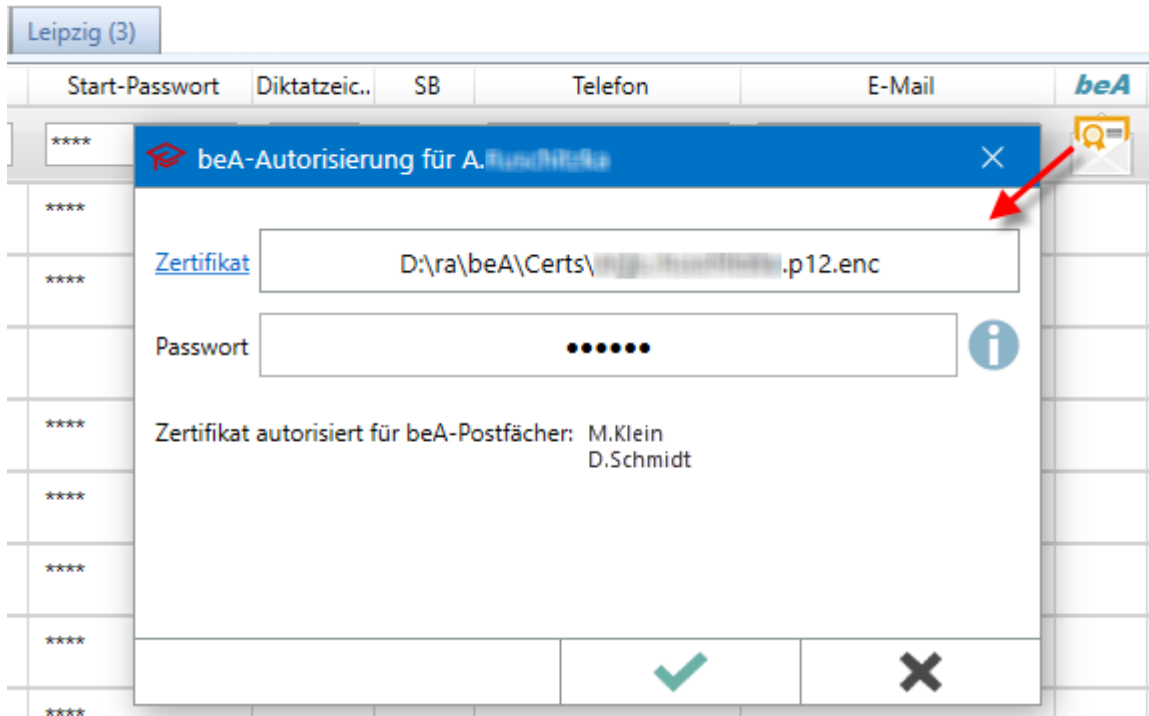 Leipzig (3)
Start-Passwort Diktatzeic.. SB Telefon E-Mail beA
****
beA-Autorisierung für A.
****
Zertifikat D:\ra\beA\Certs\ .p12.enc
****
Passwort ••••••
i
****
Zertifikat autorisiert für beA-Postfächer: M.Klein
D.Schmidt
****
****
****
****